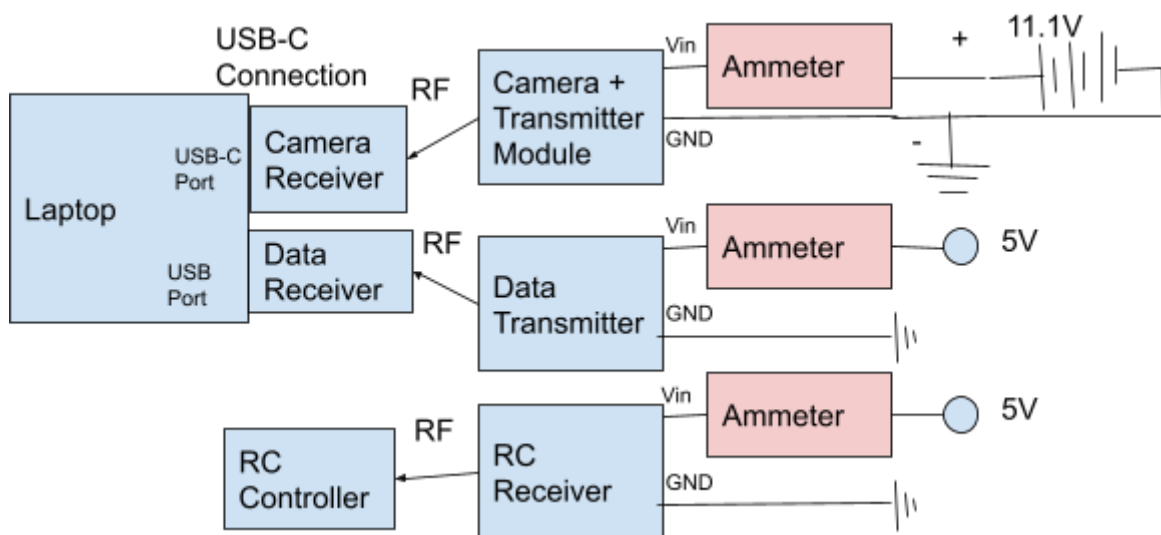 USB-C
Connection
RF
Vin
Ammeter
+
11.1V
Camera +
Transmitter
Module
GND
-
USB-C
Port
Camera
Receiver
Laptop
USB
Port
Data
Receiver
RF
Data
Transmitter
Vin
Ammeter
5V
GND
RC
Controller
RF
RC
Receiver
Vin
Ammeter
5V
GND